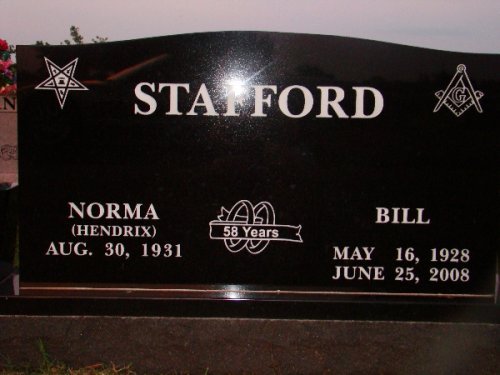 STAFFORD
NORMA
(HENDRIX)
AUG. 30, 1931
58 Years
BILL
MAY 16, 1928
JUNE 25, 2008
G